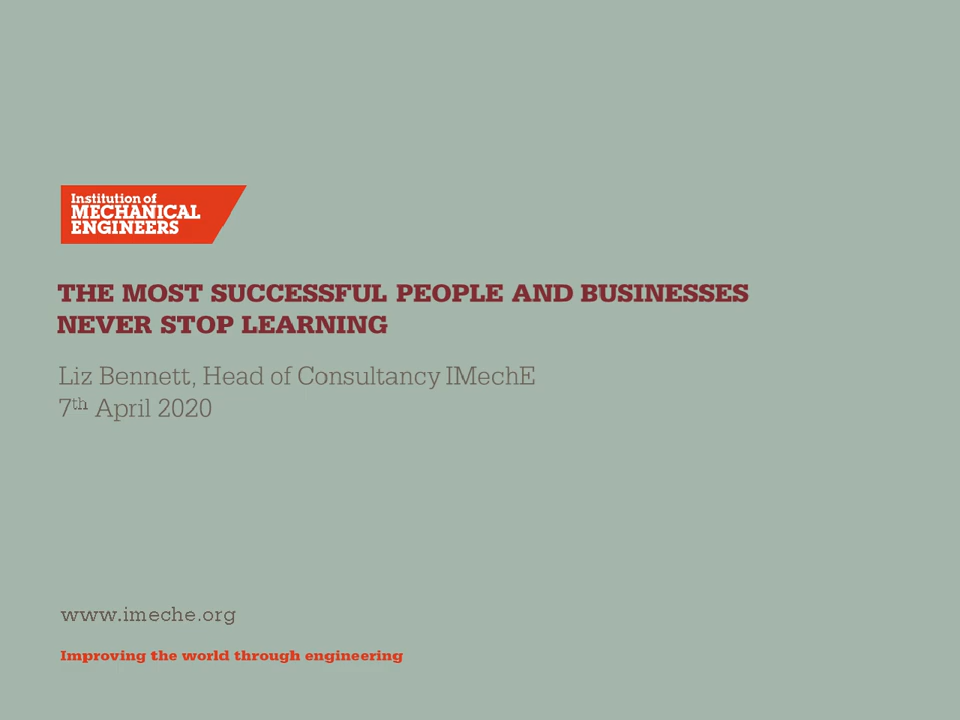 Institution of
MECHANICAL
ENGINEERS
THE MOST SUCCESSFUL PEOPLE AND BUSINESSES
NEVER STOP LEARNING
Liz Bennett, Head of Consultancy IMechE
7th April 2020
www.imeche.org
Improving the world through engineering